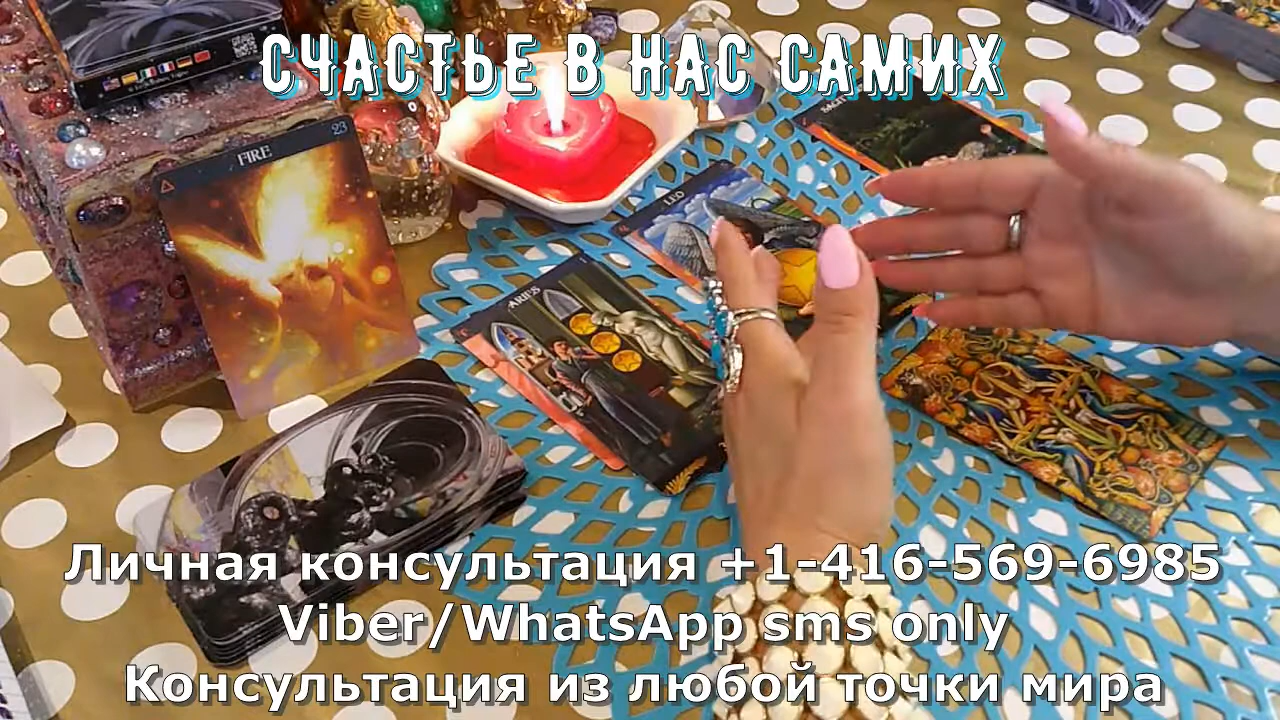 СЧАСТЬЕ В НАС САМИХ
23
FIRE
LEO
ARIES
Личная консультация +1-416-569-6985
Viber/WhatsApp sms only
Консультация из любой точки мира